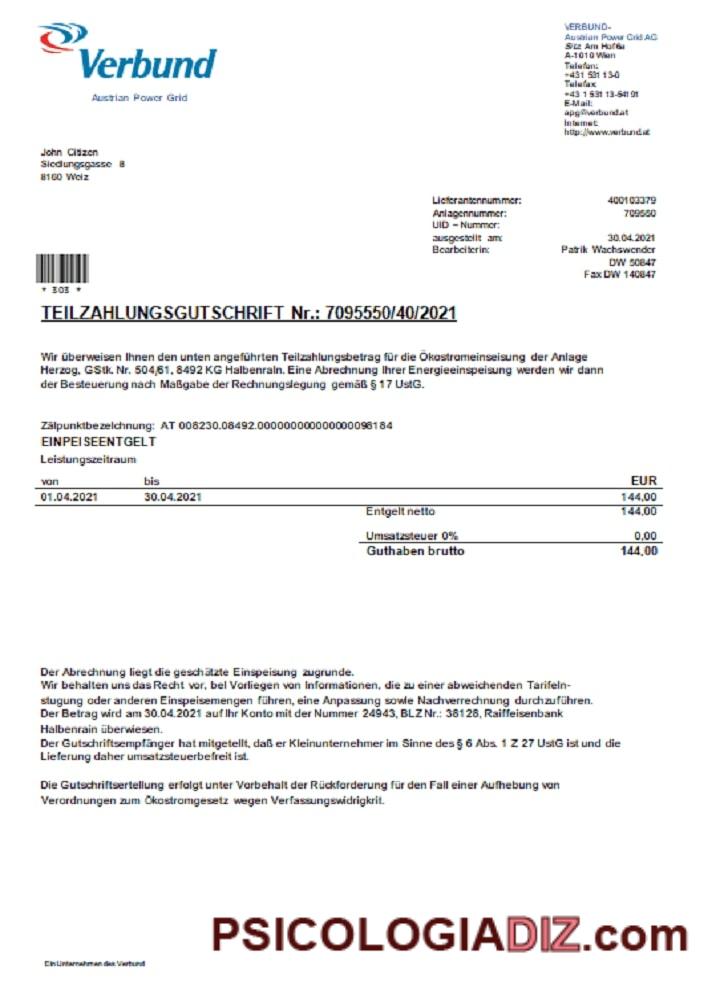 Verbund
Austrian Power Grid
VERBUND-
Austrian Power Grid AG
Sitz Am Hof 6a
A-1010 Wien
Telefon:
+431 531 13-0
Telefax
+43 1 531 13-54191
E-Mail:
apg@verbund.at
Internet:
http://www.verbund.at
John Citizen
Siedlungsgasse 8
8160 Weiz
Lieferantennummer: 400103379
Anlagennummer: 709550
UID – Nummer:
ausgestellt am: 30.04.2021
Bearbeiterin: Patrik Wachswender
DW 50847
Fax DW 140847
* 303 *
TEILZAHLUNGSGUTSCHRIFT Nr.: 7095550/40/2021
Wir überweisen Ihnen den unten angeführten Teilzahlungsbetrag für die Ökostromeinseisung der Anlage
Herzog, GStk. Nr. 504/61, 8492 KG Halbenraln. Eine Abrechnung Ihrer Energieeinspeisung werden wir dann
der Besteuerung nach Maßgabe der Rechnungslegung gemäß § 17 UstG.
Zälpunktbezelchnung: AT 008230.08492.00000000000000098184
EINPEISEENTGELT
Leistungszeitraum
von bis EUR
01.04.2021 30.04.2021 144,00
Entgelt netto 144,00
Umsatzsteuer 0% 0,00
Guthaben brutto 144,00
Der Abrechnung liegt die geschätzte Einspeisung zugrunde.
Wir behalten uns das Recht vor, bei Vorliegen von Informationen, die zu einer abweichenden Tarifeln-
stugung oder anderen Einspeisemengen führen, eine Anpassung sowie Nachverrechnung durchzuführen.
Der Betrag wird am 30.04.2021 auf Ihr Konto mit der Nummer 24943, BLZ Nr.: 38128, Raiffeisenbank
Halbenrain überwiesen.
Der Gutschriftsempfänger hat mitgetellt, daß er Kleinunternehmer im Sinne des § 6 Abs. 1 Z 27 UstG ist und die
Lieferung daher umsatzsteuerbefreit ist.
Die Gutschriftsertellung erfolgt unter Vorbehalt der Rückforderung für den Fall einer Aufhebung van
Verordnungen zum Ökostromgesetz wegen Verfassungswidrigkrit.
PSICOLOGIADIZ.com
Ein Unternehmen des Verbund